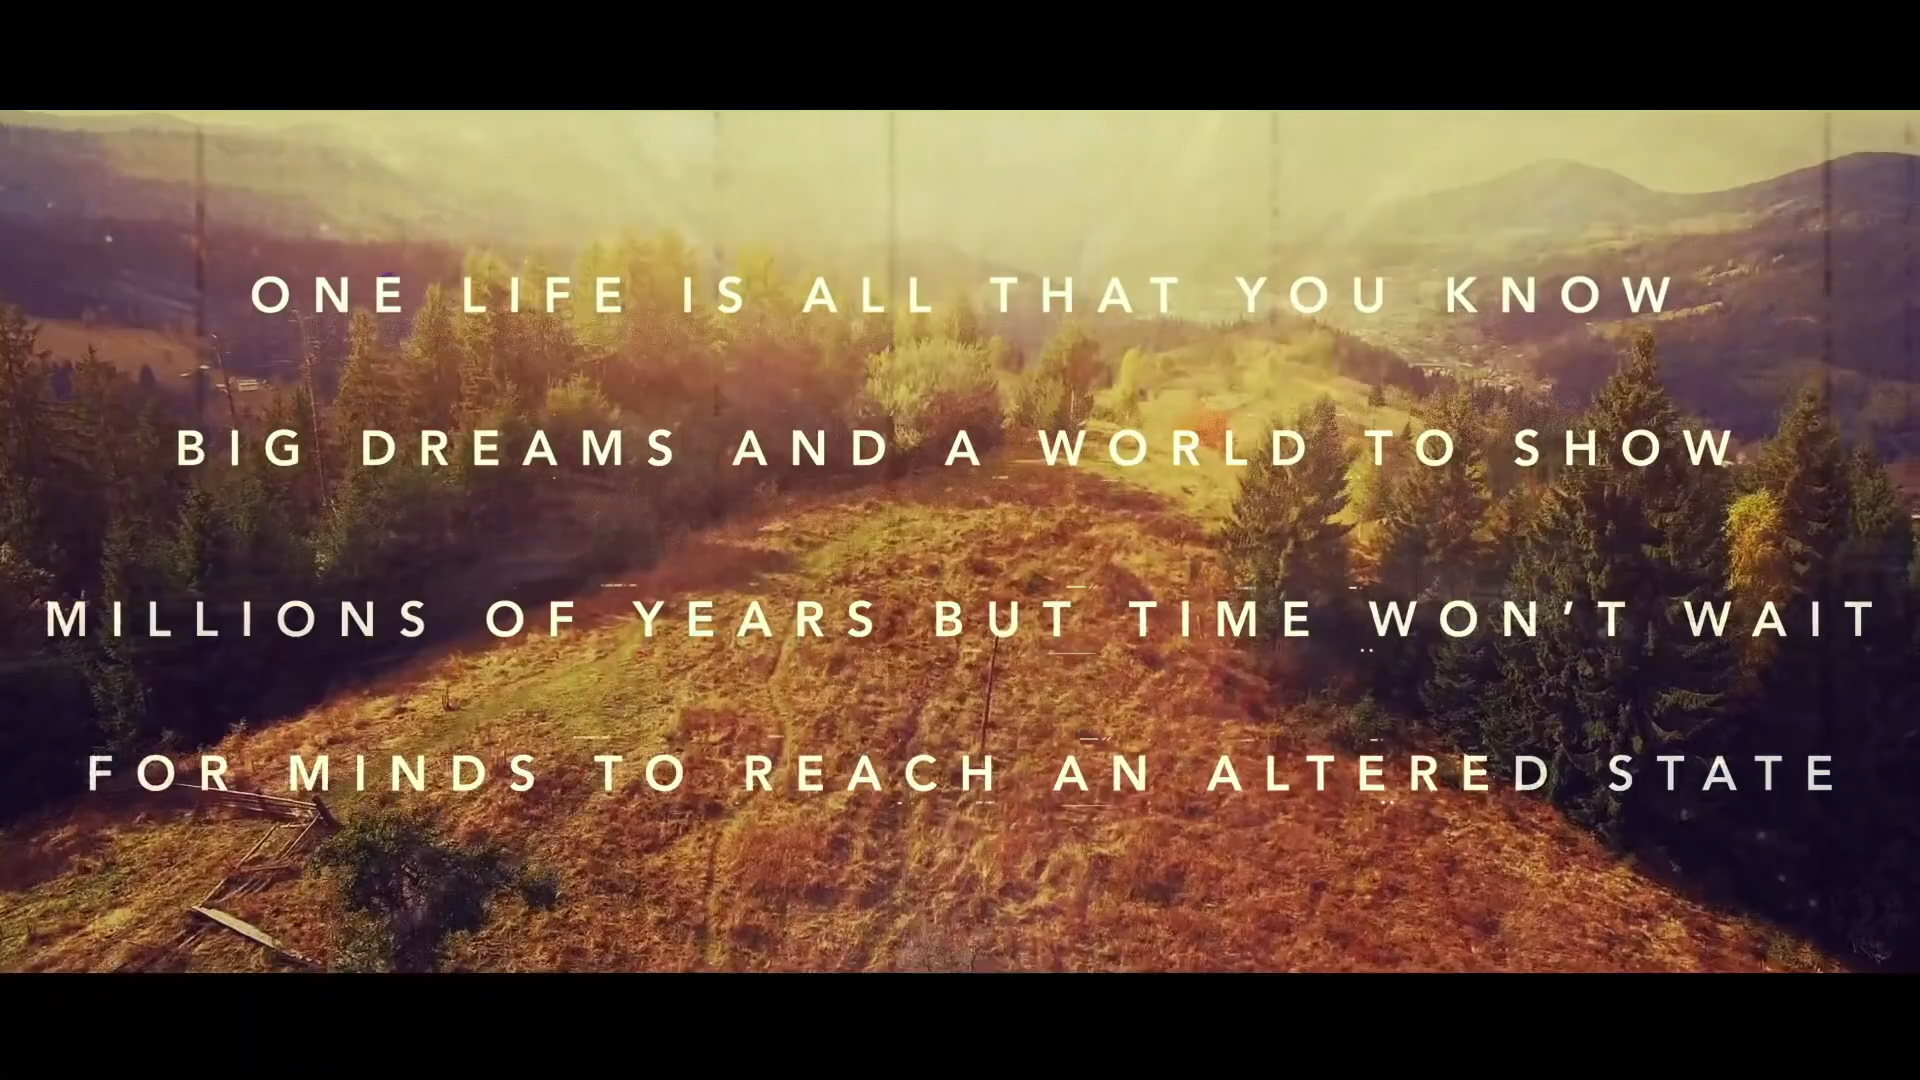 ONE LIFE IS ALL THAT YOU KNOW
BIG DREAMS AND A WORLD TO SHOW
MILLIONS OF YEARS BUT TIME WON’T WAIT
FOR MINDS TO REACH AN ALTERED STATE